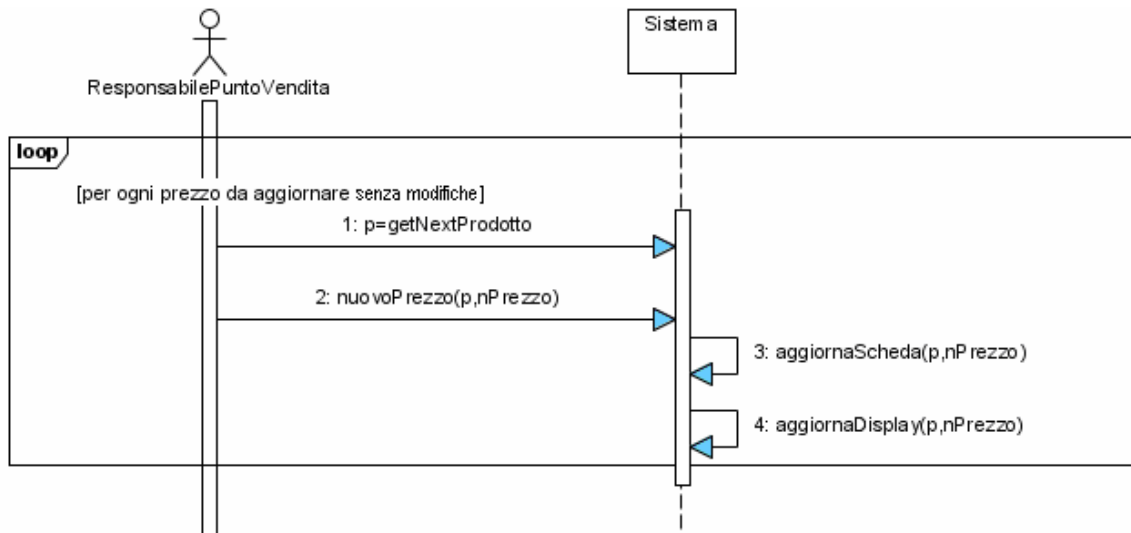 Sistema
ResponsabilePuntoVendita
loop
[per ogni prezzo da aggiornare senza modifiche]
1: p=getNextProdotto
2: nuovoPrezzo(p,nPrezzo)
3: aggiornaScheda(p,nPrezzo)
4: aggiornaDisplay(p,nPrezzo)